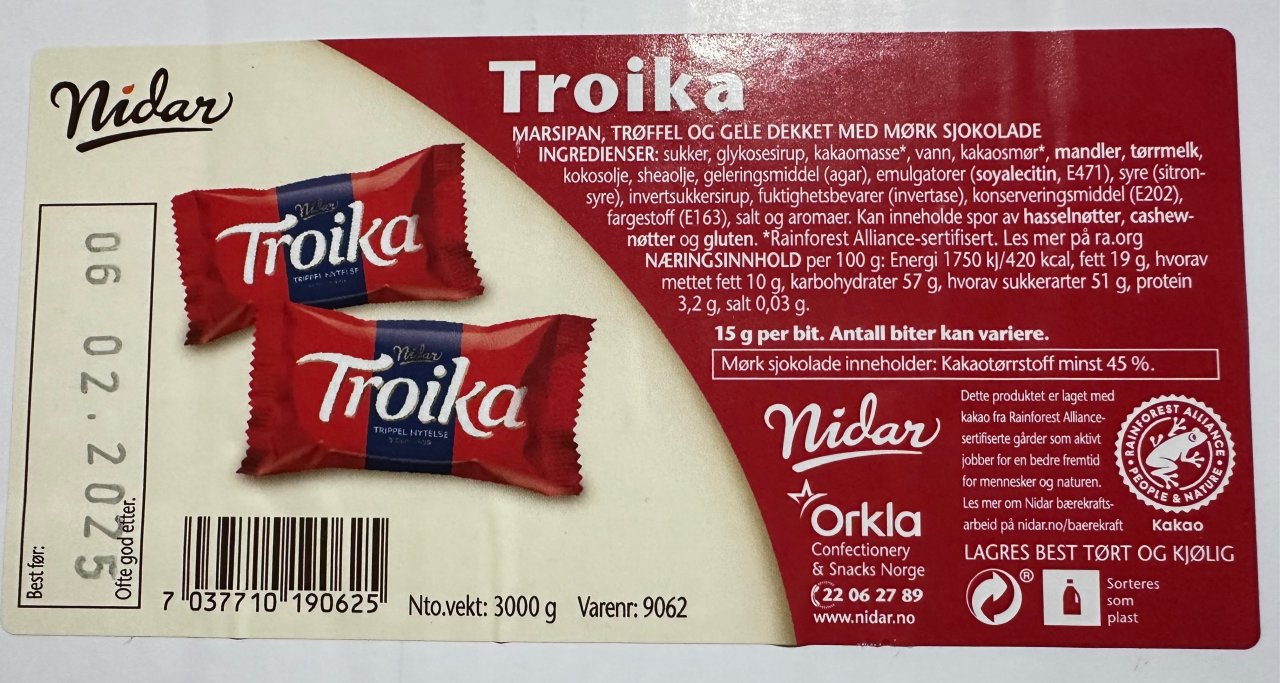 Nidar
Nidar
Troika
TRIPPEL NYTELSE
Nidar
Troika
TRIPPEL NYTELSE
Best før:
06 02.2025
Ofte god etter.
7 037710 190625
Nto.vekt: 3000 g Varenr: 9062
Troika
MARSIPAN, TRØFFEL OG GELE DEKKET MED MØRK SJOKOLADE
INGREDIENSER: sukker, glykosesirup, kakaomasse*, vann, kakaosmør*, mandler, tørrmelk,
kokosolje, sheaolje, geleringsmiddel (agar), emulgatorer (soyalecitin, E471), syre (sitron-
syre), invertsukkersirup, fuktighetsbevarer (invertase), konserveringsmiddel (E202),
fargestoff (E163), salt og aromaer. Kan inneholde spor av hasselnøtter, cashew-
nøtter og gluten. *Rainforest Alliance-sertifisert. Les mer på ra.org
NÆRINGSINNHOLD per 100 g: Energi 1750 kJ/420 kcal, fett 19 g, hvorav
mettet fett 10 g, karbohydrater 57 g, hvorav sukkerarter 51 g, protein
3,2 g, salt 0,03 g.
15 g per bit. Antall biter kan variere.
Mørk sjokolade inneholder: Kakaotørrstoff minst 45 %.
Nidar
Orkla
Confectionery
& Snacks Norge
22 06 27 89
www.nidar.no
Dette produktet er laget med
kakao fra Rainforest Alliance-
sertifiserte gårder som aktivt
jobber for en bedre fremtid
for mennesker og naturen.
Les mer om Nidar bærekrafts-
arbeid på nidar.no/baerekraft
RAINFOREST ALLIANCE
PEOPLE & NATURE
Kakao
LAGRES BEST TØRT OG KJØLIG
®
Sorteres
som
plast